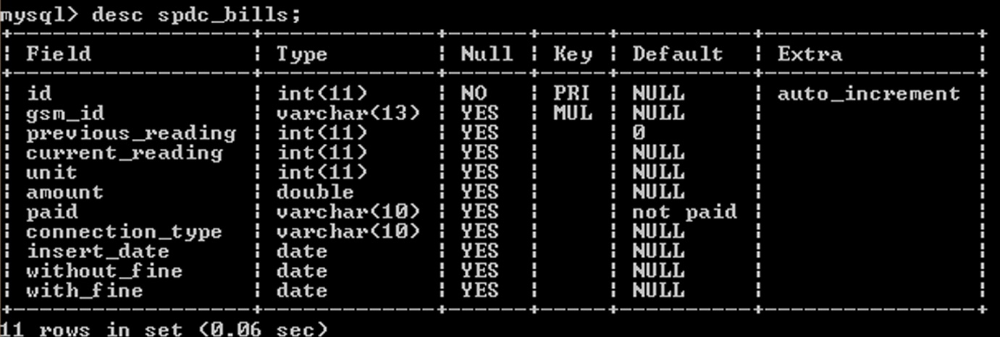 mysql> desc spdc_bills;
+--------------------+--------------+------+-----+-----------+----------------+
| Field              | Type         | Null | Key | Default   | Extra          |
+--------------------+--------------+------+-----+-----------+----------------+
| id                 | int(11)      | NO   | PRI | NULL      | auto_increment |
| gsm_id             | varchar(13)  | YES  | MUL | NULL      |                |
| previous_reading   | int(11)      | YES  |     | 0         |                |
| current_reading    | int(11)      | YES  |     | NULL      |                |
| unit               | int(11)      | YES  |     | NULL      |                |
| amount             | double       | YES  |     | NULL      |                |
| paid               | varchar(10)  | YES  |     | not paid  |                |
| connection_type    | varchar(10)  | YES  |     | NULL      |                |
| insert_date        | date         | YES  |     | NULL      |                |
| without_fine       | date         | YES  |     | NULL      |                |
| with_fine          | date         | YES  |     | NULL      |                |
+--------------------+--------------+------+-----+-----------+----------------+
11 rows in set (0.06 sec)